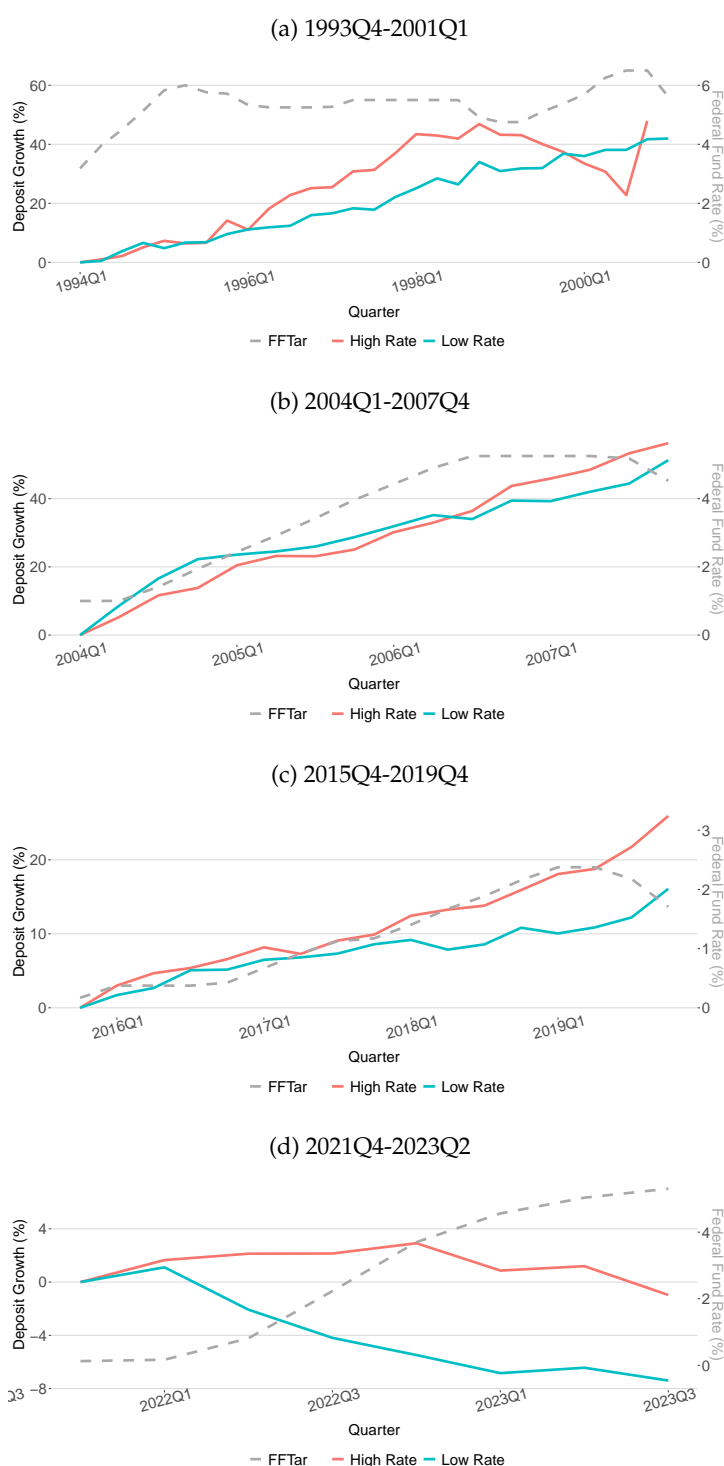 (a) 1993Q4-2001Q1
Deposit Growth (%)
60
40
20
0
6
4
2
0
Federal Fund Rate (%)
1994Q1 1996Q1 1998Q1 2000Q1
Quarter
FFTar High Rate Low Rate
(b) 2004Q1-2007Q4
Deposit Growth (%)
40
20
0
4
2
0
Federal Fund Rate (%)
2004Q1 2005Q1 2006Q1 2007Q1
Quarter
FFTar High Rate Low Rate
(c) 2015Q4-2019Q4
Deposit Growth (%)
20
10
0
3
2
1
0
Federal Fund Rate (%)
2016Q1 2017Q1 2018Q1 2019Q1
Quarter
FFTar High Rate Low Rate
(d) 2021Q4-2023Q2
Deposit Growth (%)
4
0
−4
−8
4
2
0
Federal Fund Rate (%)
Q3 2022Q1 2022Q3 2023Q1 2023Q3
Quarter
FFTar High Rate Low Rate